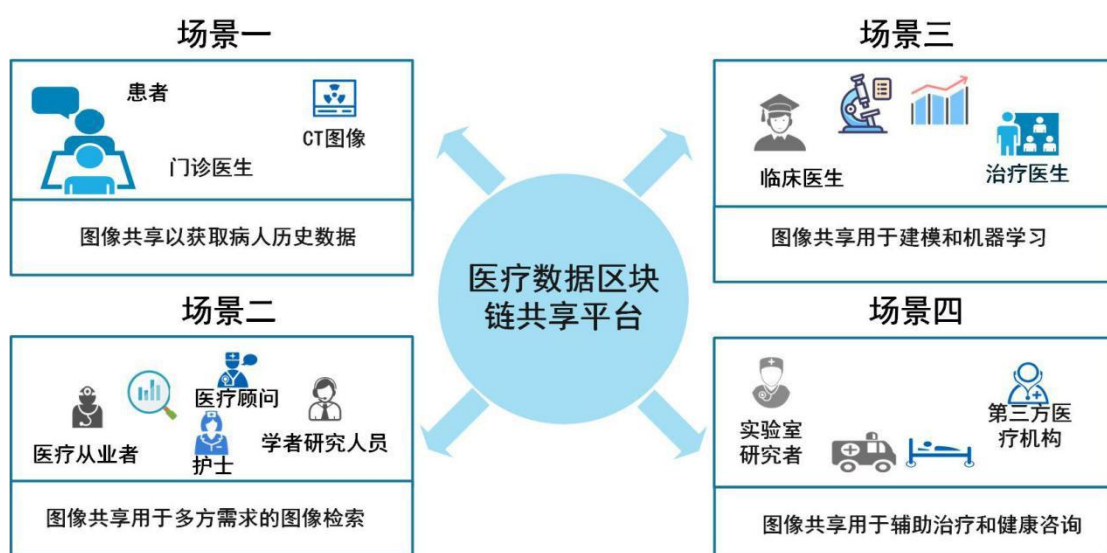 场景一
患者
CT图像
门诊医生
图像共享以获取病人历史数据
场景二
医疗顾问
医疗从业者
护士
学者研究人员
图像共享用于多方需求的图像检索
医疗数据区块
链共享平台
场景三
临床医生
治疗医生
图像共享用于建模和机器学习
场景四
实验室
研究者
第三方医
疗机构
图像共享用于辅助治疗和健康咨询